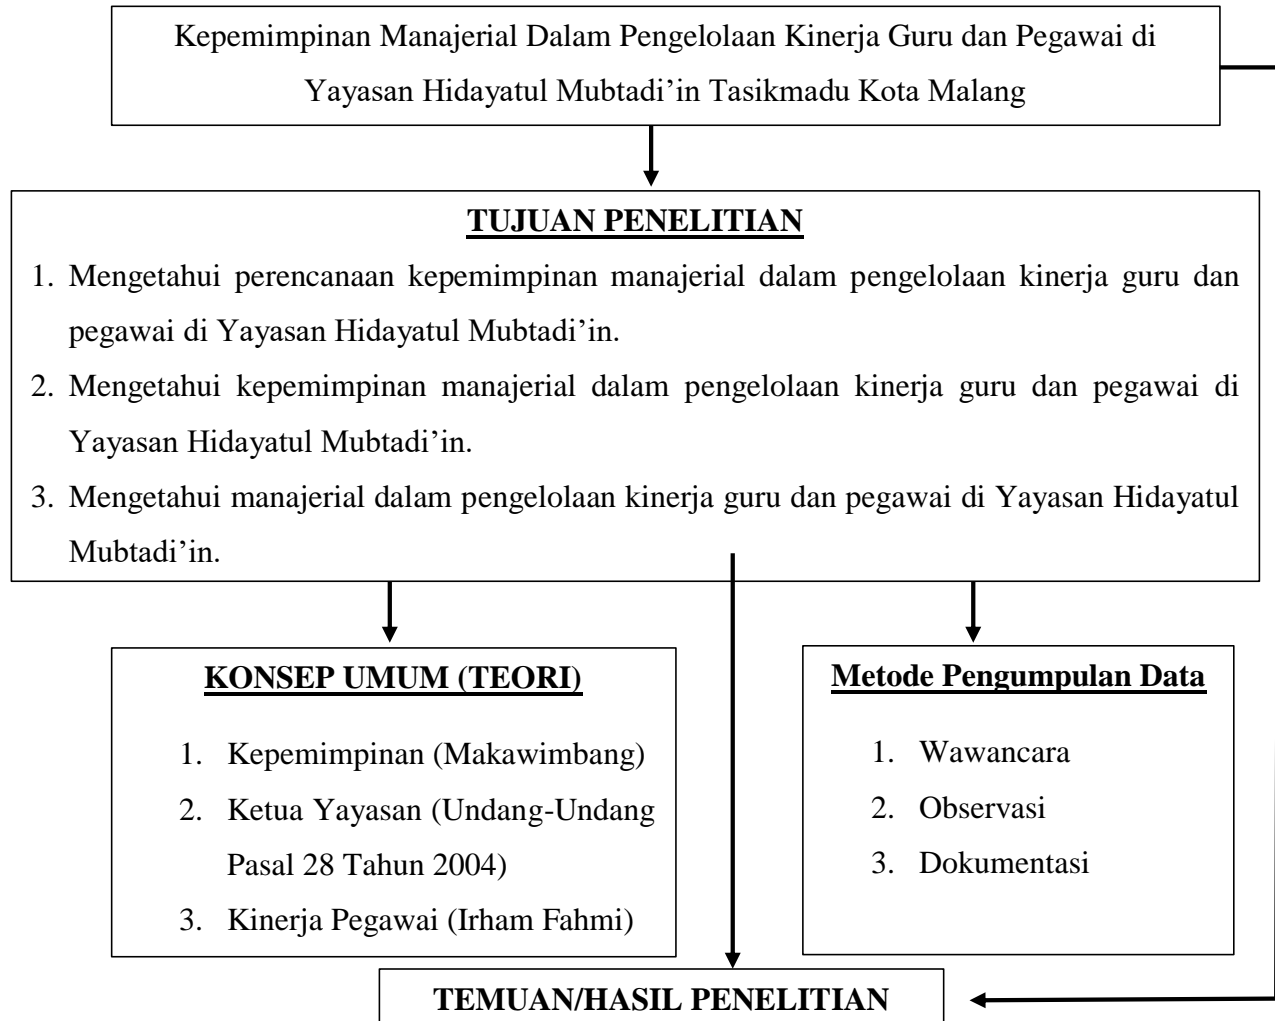 Kepemimpinan Manajerial Dalam Pengelolaan Kinerja Guru dan Pegawai di
Yayasan Hidayatul Mubtadi’in Tasikmadu Kota Malang
TUJUAN PENELITIAN
1. Mengetahui perencanaan kepemimpinan manajerial dalam pengelolaan kinerja guru dan
pegawai di Yayasan Hidayatul Mubtadi’in.
2. Mengetahui kepemimpinan manajerial dalam pengelolaan kinerja guru dan pegawai di
Yayasan Hidayatul Mubtadi’in.
3. Mengetahui manajerial dalam pengelolaan kinerja guru dan pegawai di Yayasan Hidayatul
Mubtadi’in.
KONSEP UMUM (TEORI)
1. Kepemimpinan (Makawimbang)
2. Ketua Yayasan (Undang-Undang
Pasal 28 Tahun 2004)
3. Kinerja Pegawai (Irham Fahmi)
Metode Pengumpulan Data
1. Wawancara
2. Observasi
3. Dokumentasi
TEMUAN/HASIL PENELITIAN